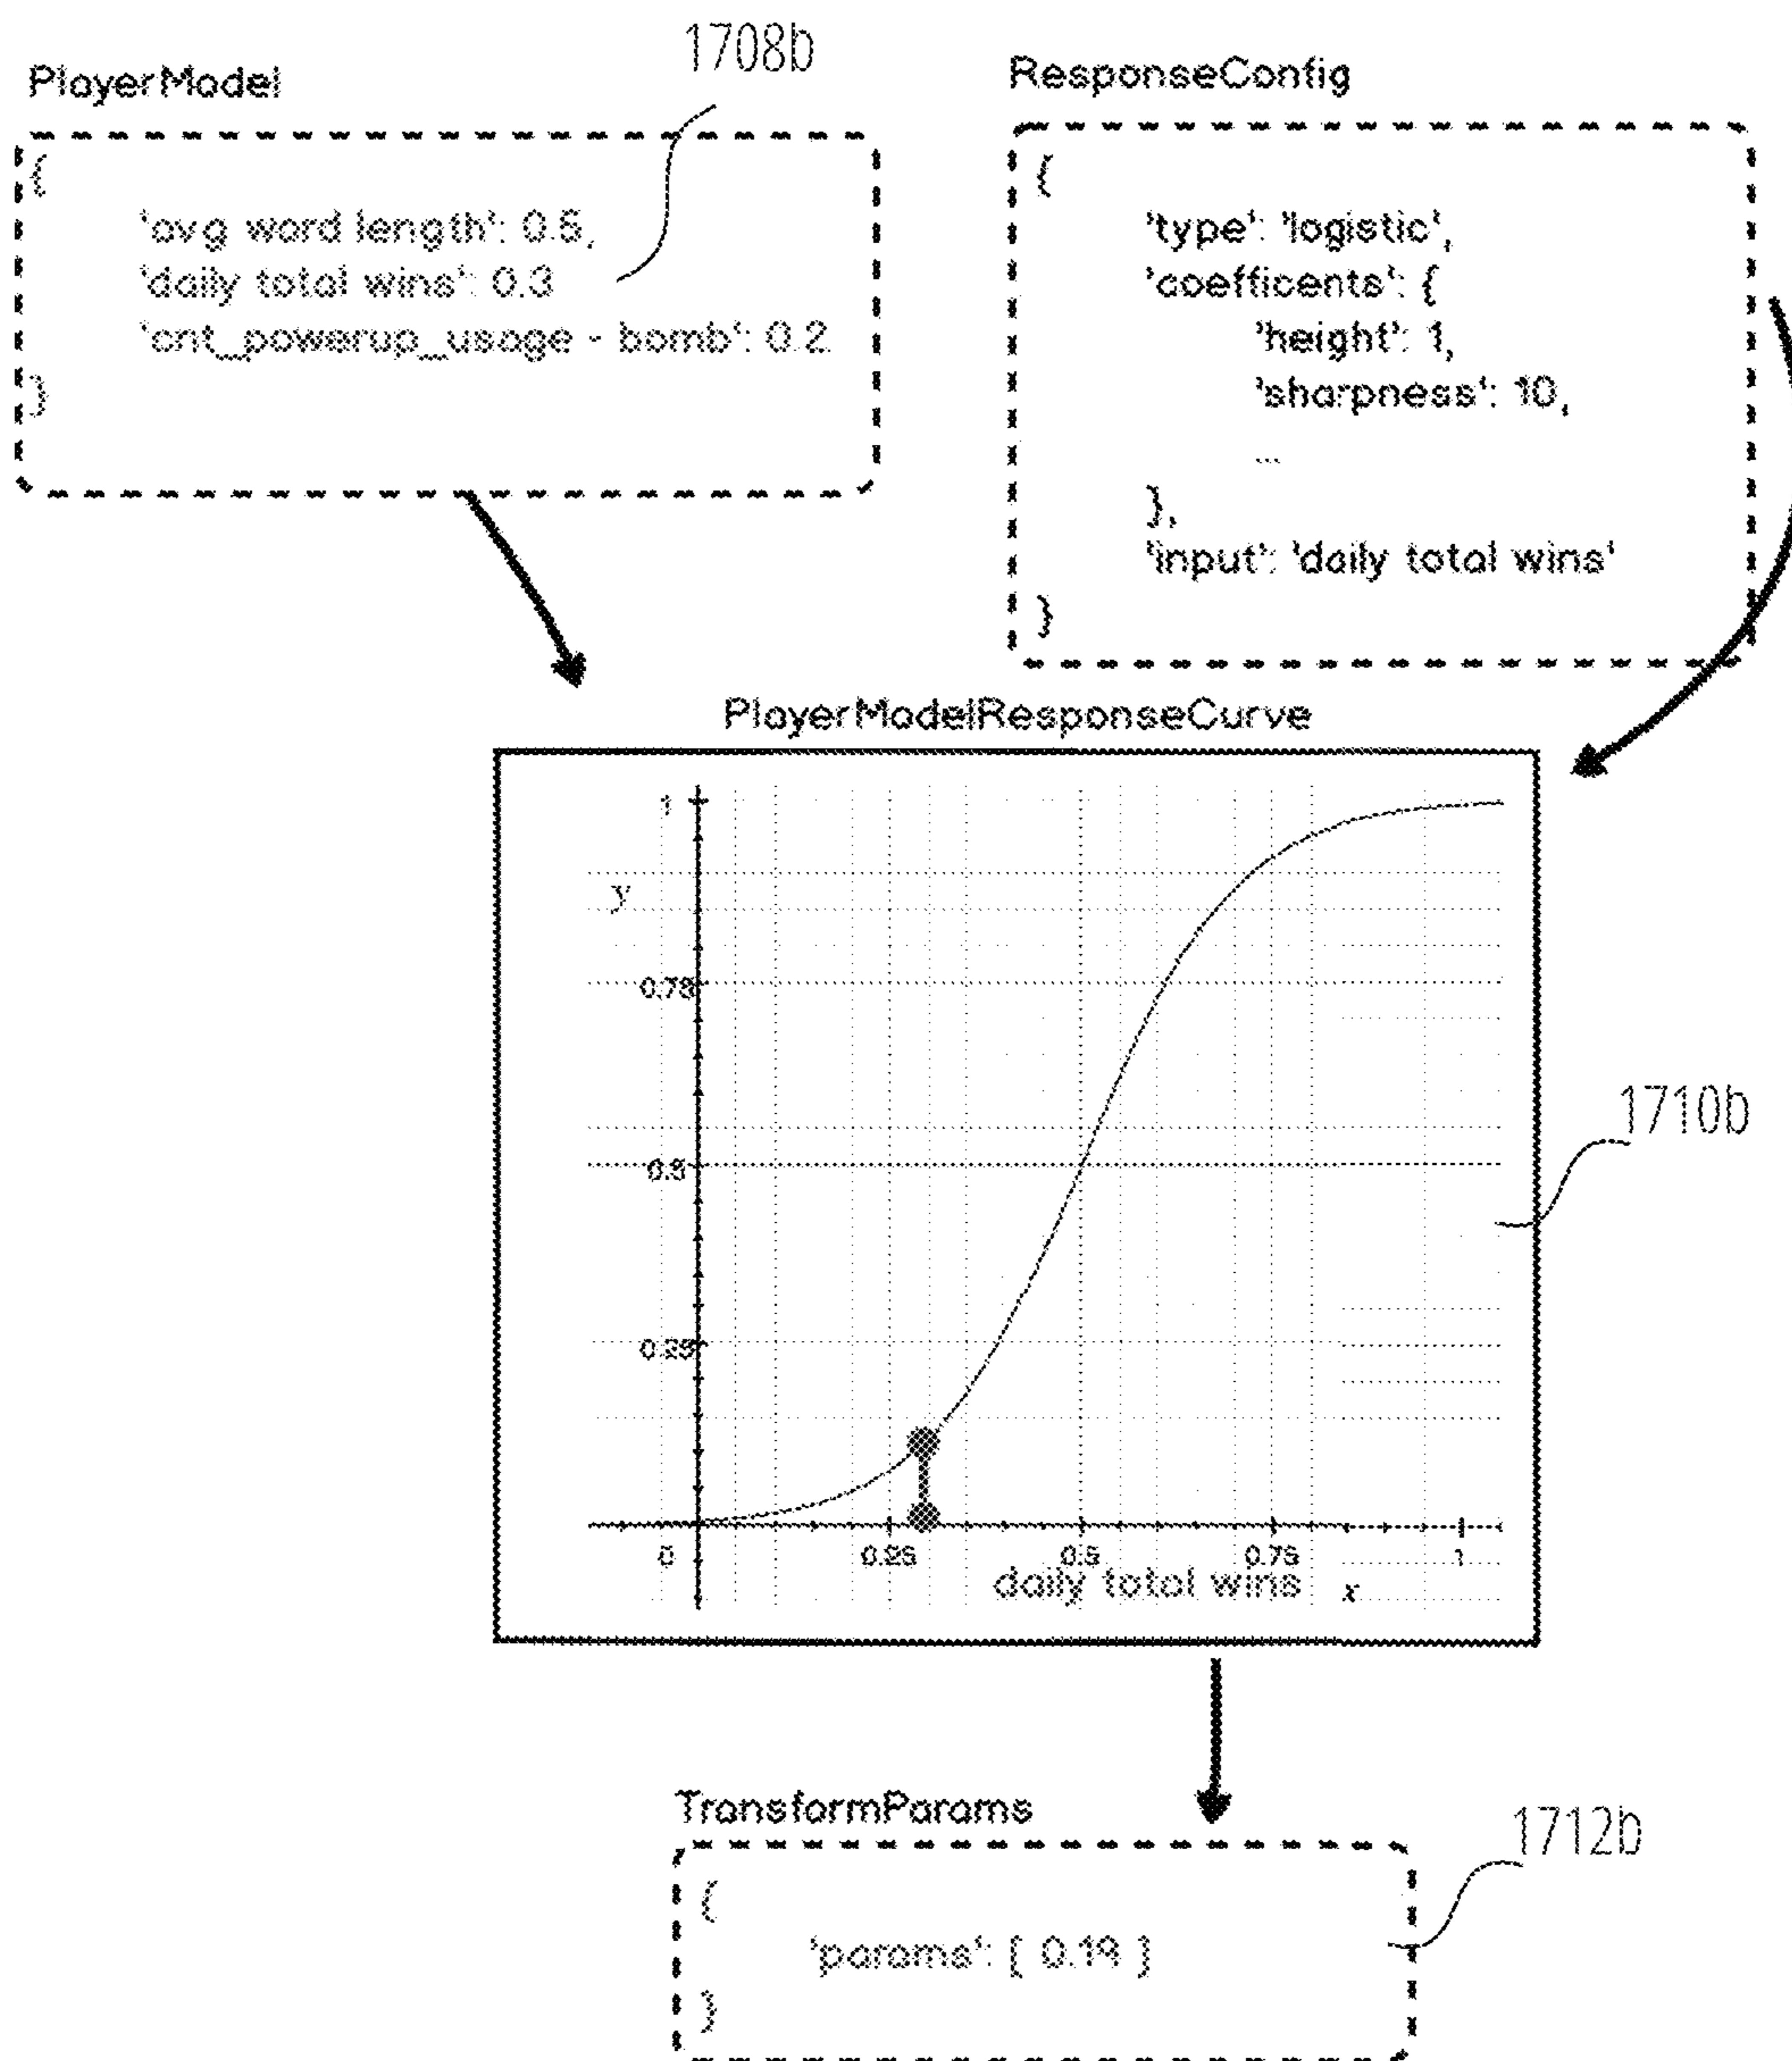 1708b
PlayerModel
{
'avg word length': 0.5,
'daily total wins': 0.3
'cnt_powerup_usage - bomb': 0.2
}
ResponseConfig
{
'type': 'logistic',
'coefficents': {
'height': 1,
'sharpness': 10,
...
},
'input': 'daily total wins'
}
PlayerModelResponseCurve
1
y
0.75
0.5
0.25
0
0.25
0.5
0.75
1
daily total wins x
1710b
TransformParams
{
'params': [ 0.19 ]
}
1712b